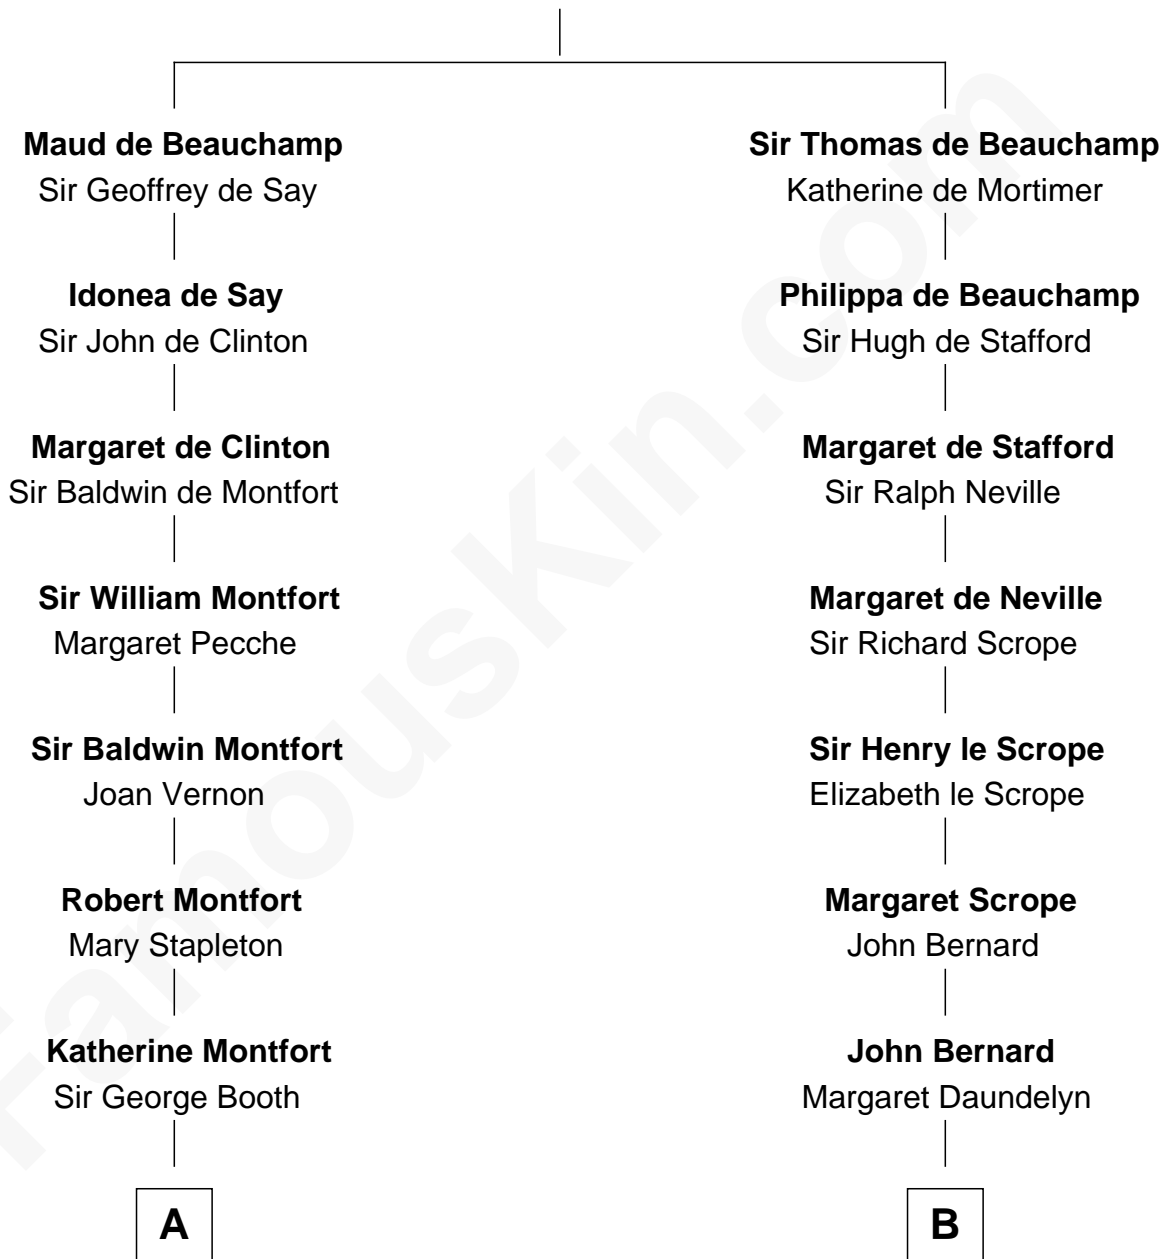 Maud de Beauchamp
Sir Geoffrey de Say
Idonea de Say
Sir John de Clinton
Margaret de Clinton
Sir Baldwin de Montfort
Sir William Montfort
Margaret Pecche
Sir Baldwin Montfort
Joan Vernon
Robert Montfort
Mary Stapleton
Katherine Montfort
Sir George Booth
A
Sir Thomas de Beauchamp
Katherine de Mortimer
Philippa de Beauchamp
Sir Hugh de Stafford
Margaret de Stafford
Sir Ralph Neville
Margaret de Neville
Sir Richard Scrope
Sir Henry le Scrope
Elizabeth le Scrope
Margaret Scrope
John Bernard
John Bernard
Margaret Daundelyn
B
FamousKin.com